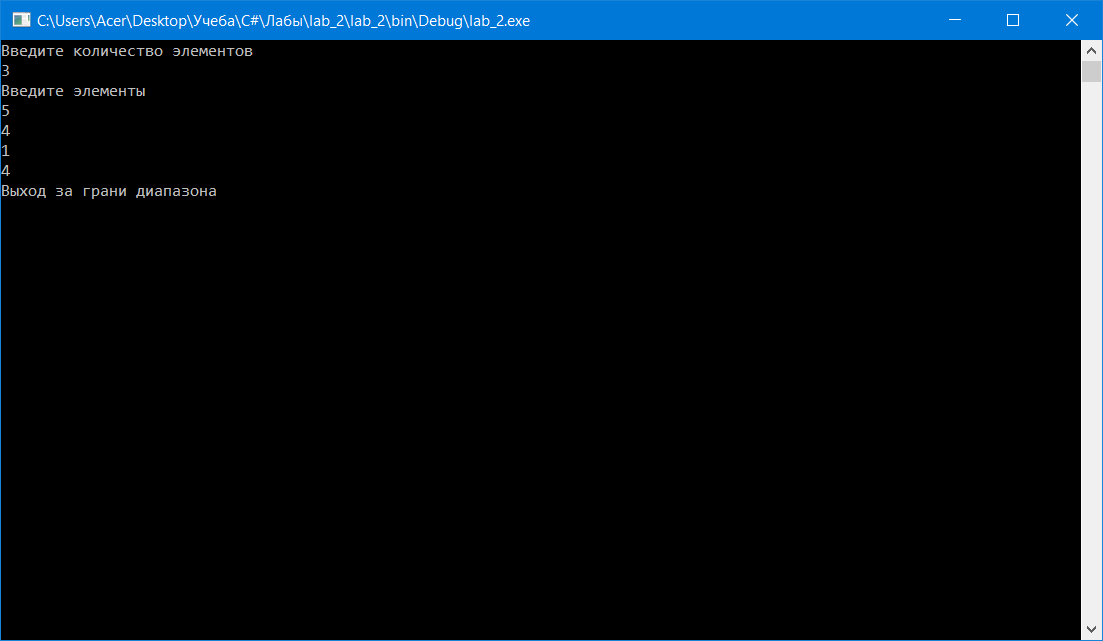 C:\Users\Acer\Desktop\Учеба\C#\Лабы\lab_2\lab_2\bin\Debug\lab_2.exe
Введите количество элементов
3
Введите элементы
5
4
1
4
Выход за грани диапазона